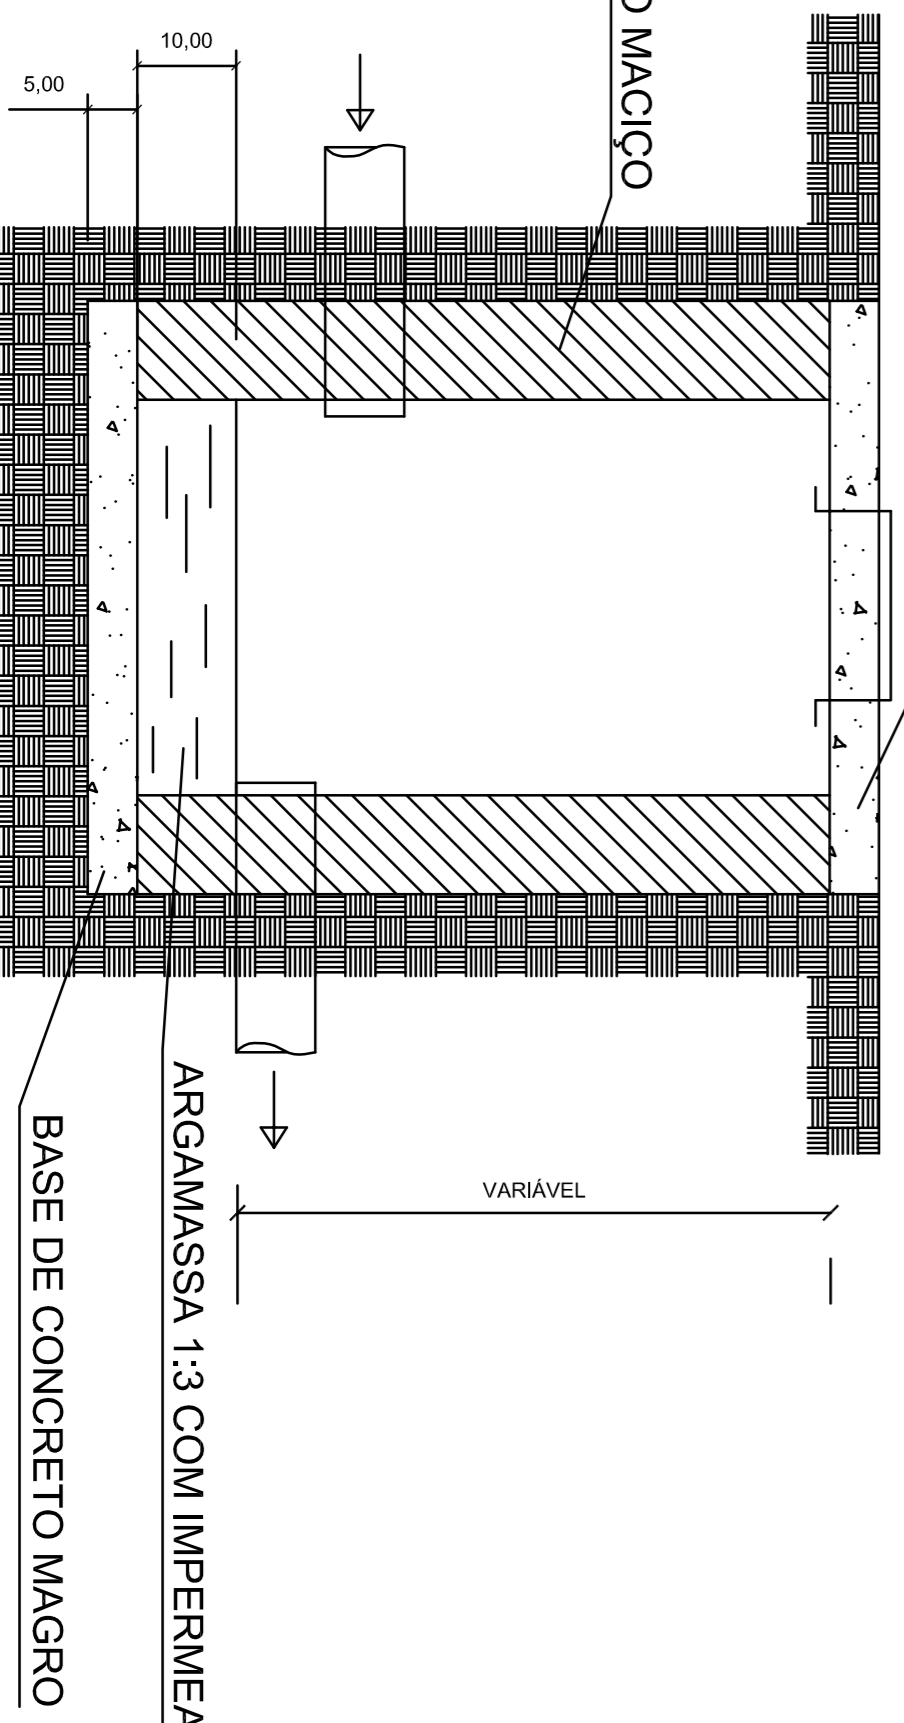 O MACIÇO
10,00
5,00
VARIÁVEL
ARGAMASSA 1:3 COM IMPERMEA
BASE DE CONCRETO MAGRO